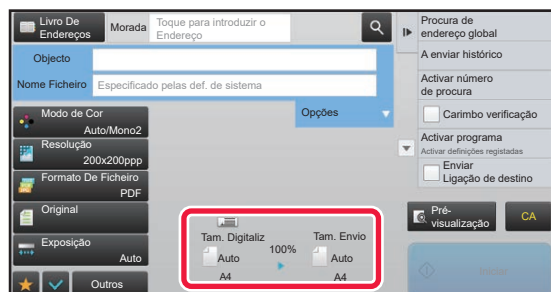 Livro De
Endereços
Morada
Toque para introduzir o
Endereço
Objecto
Nome Ficheiro
Especificado pelas def. de sistema
Opções
Modo de Cor
Auto/Mono2
Resolução
200x200ppp
Formato De Ficheiro
PDF
Original
Exposição
Auto
Outros
Tam. Digitaliz
100%
Tam. Envio
Auto
Auto
A4
A4
Procura de
endereço global
A enviar histórico
Activar número
de procura
Carimbo verificação
Activar programa
Activar definições registadas
Enviar
Ligação de destino
Pré-
visualização
CA
Iniciar